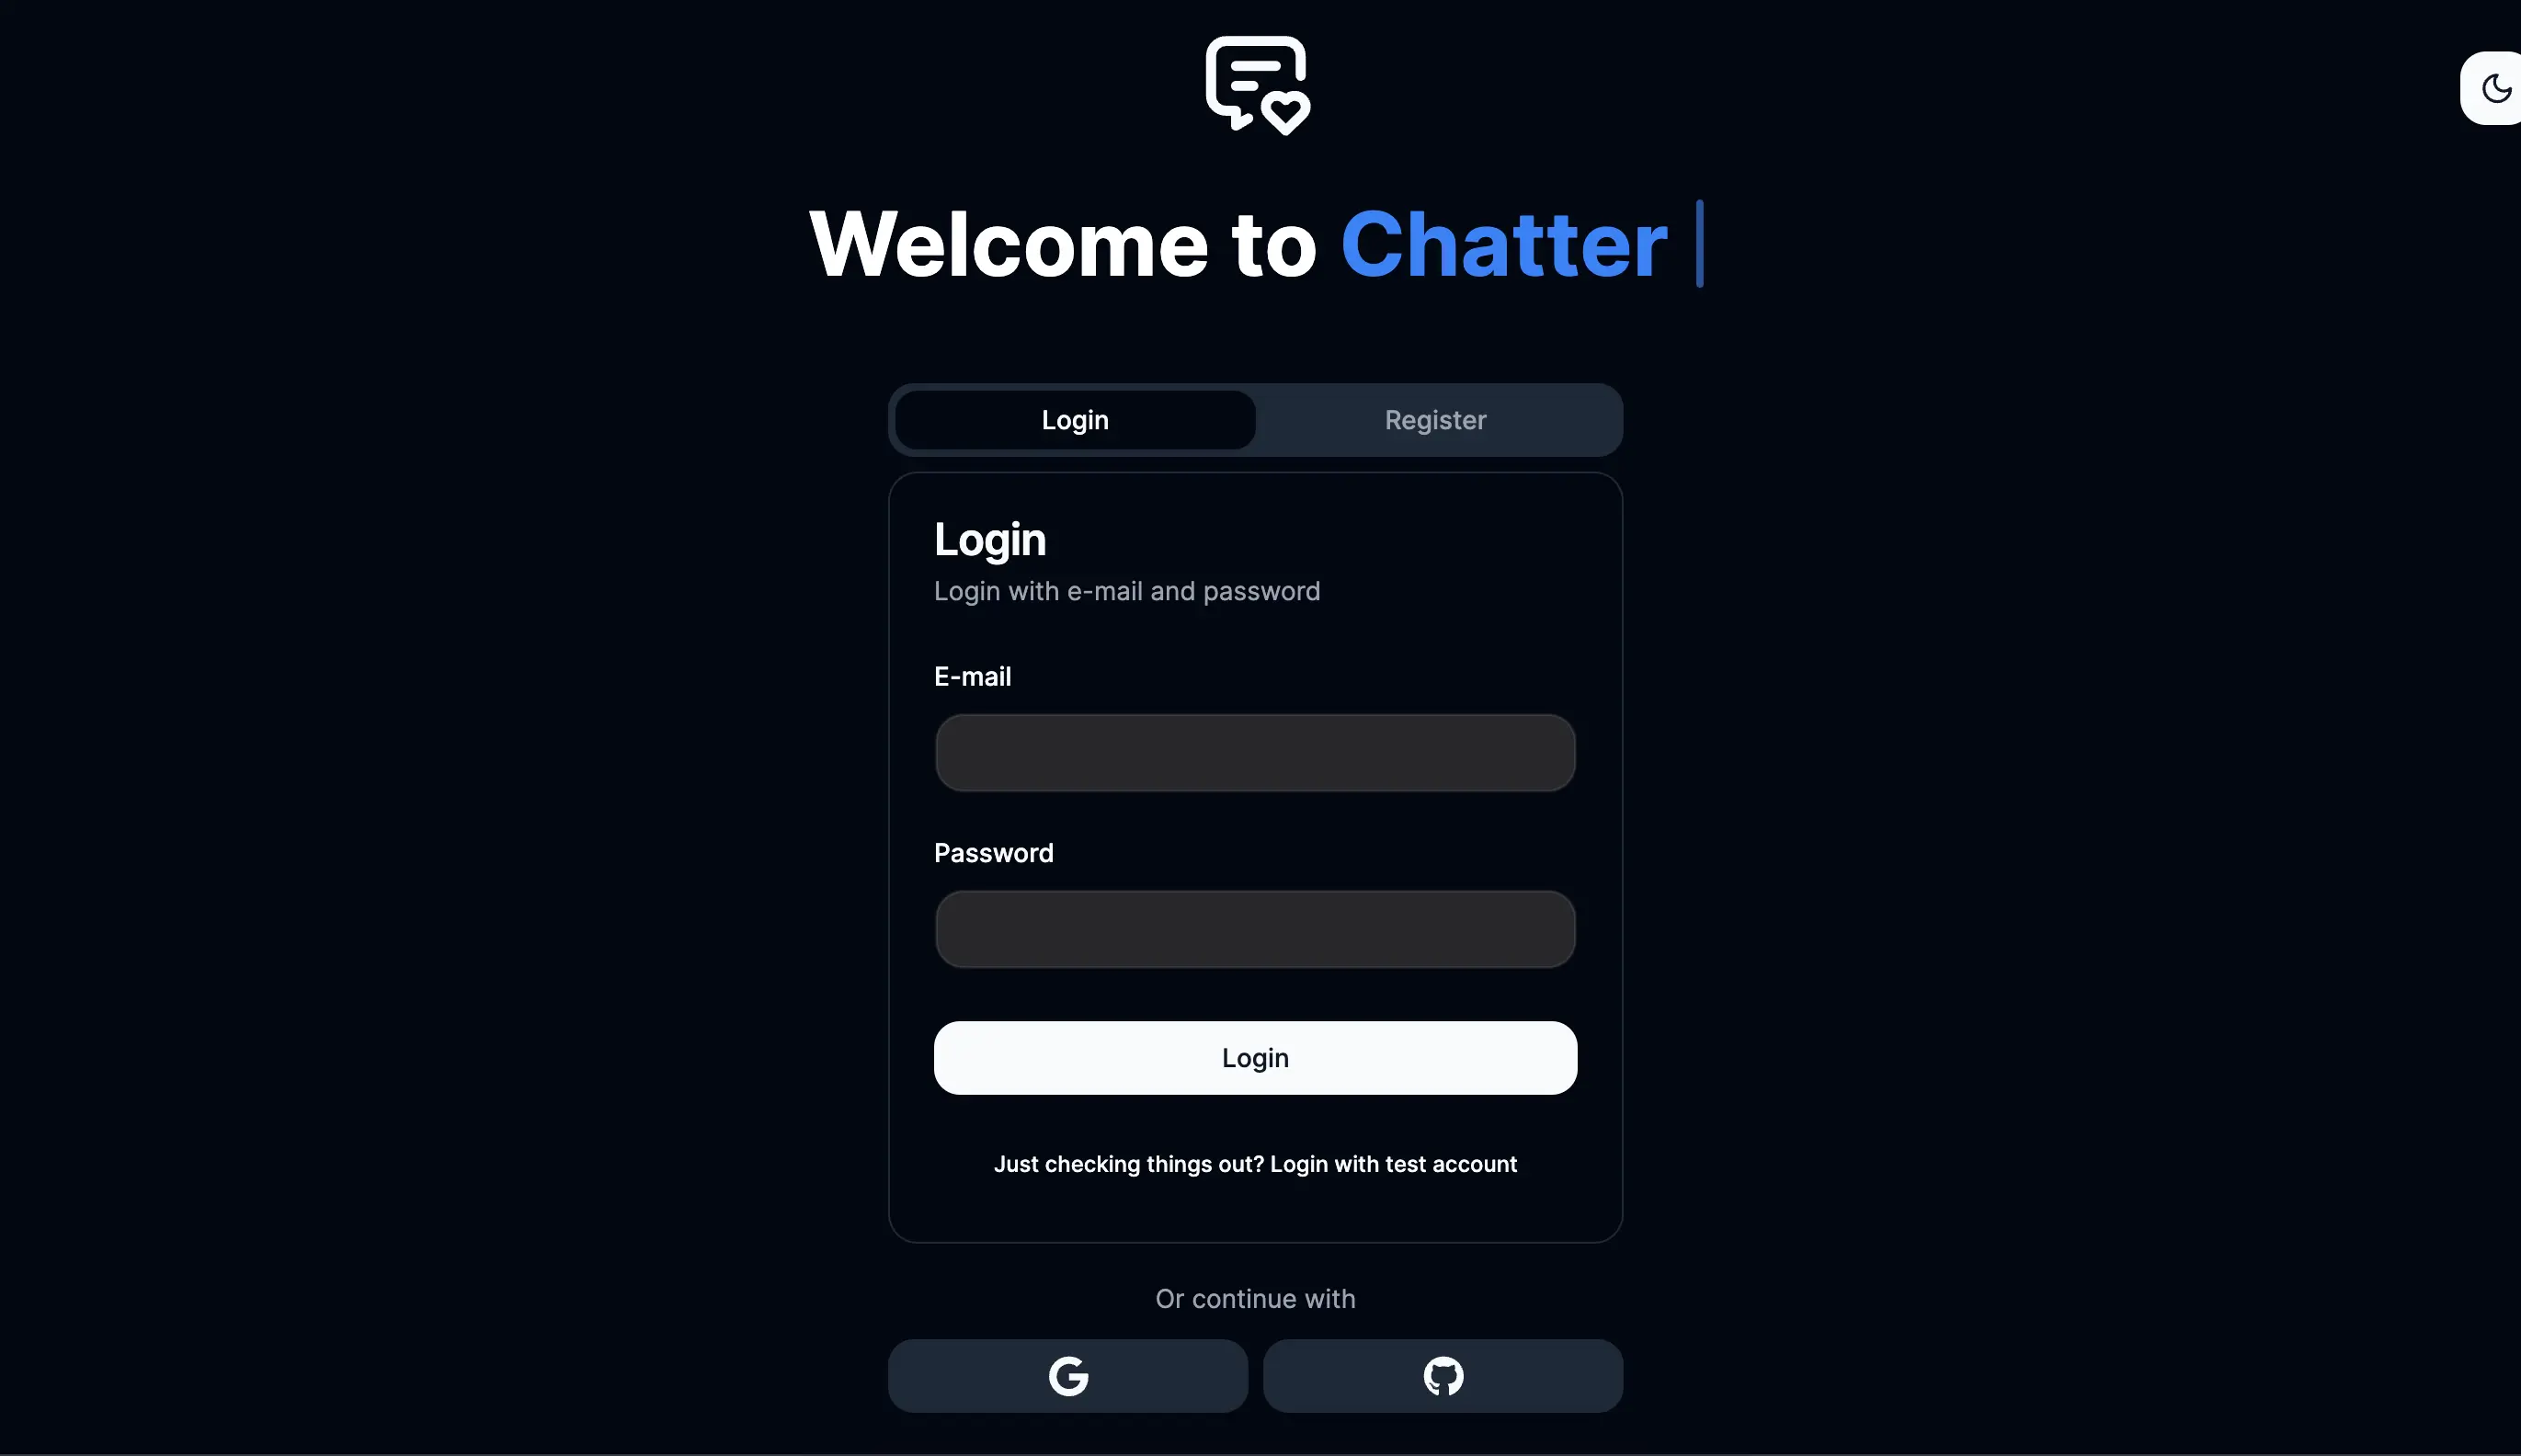 Welcome to Chatter
Login
Register
Login
Login with e-mail and password
E-mail
Password
Login
Just checking things out? Login with test account
Or continue with